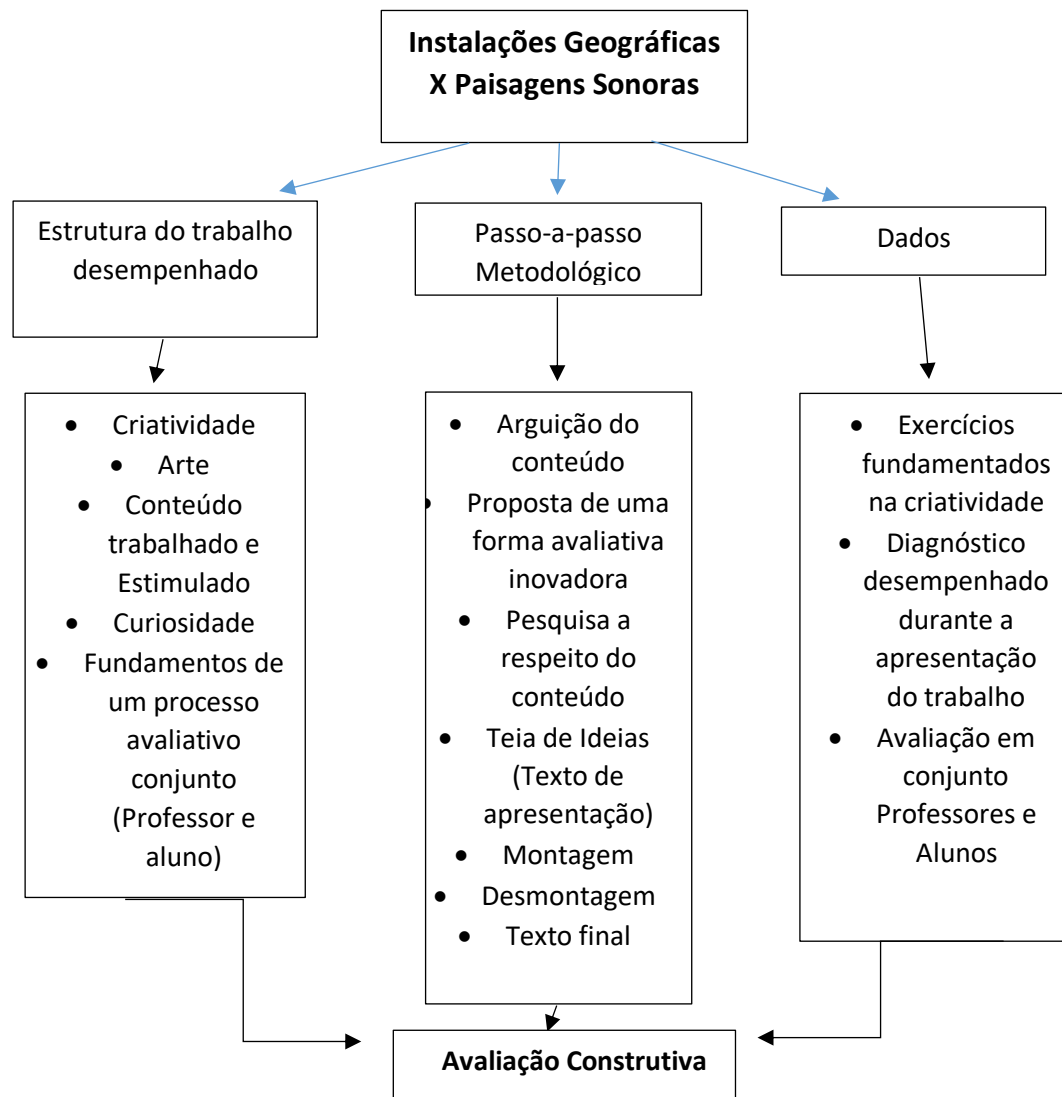 Instalações Geográficas
X Paisagens Sonoras
Estrutura do trabalho
desempenhado
Passo-a-passo
Metodológico
Dados
• Criatividade
• Arte
• Conteúdo
trabalhado e
Estimulado
• Curiosidade
• Fundamentos de
um processo
avaliativo
conjunto
(Professor e
aluno)
• Arguição do
conteúdo
• Proposta de uma
forma avaliativa
inovadora
• Pesquisa a
respeito do
conteúdo
• Teia de Ideias
(Texto de
apresentação)
• Montagem
• Desmontagem
• Texto final
• Exercícios
fundamentados
na criatividade
• Diagnóstico
desempenhado
durante a
apresentação
do trabalho
• Avaliação em
conjunto
Professores e
Alunos
Avaliação Construtiva